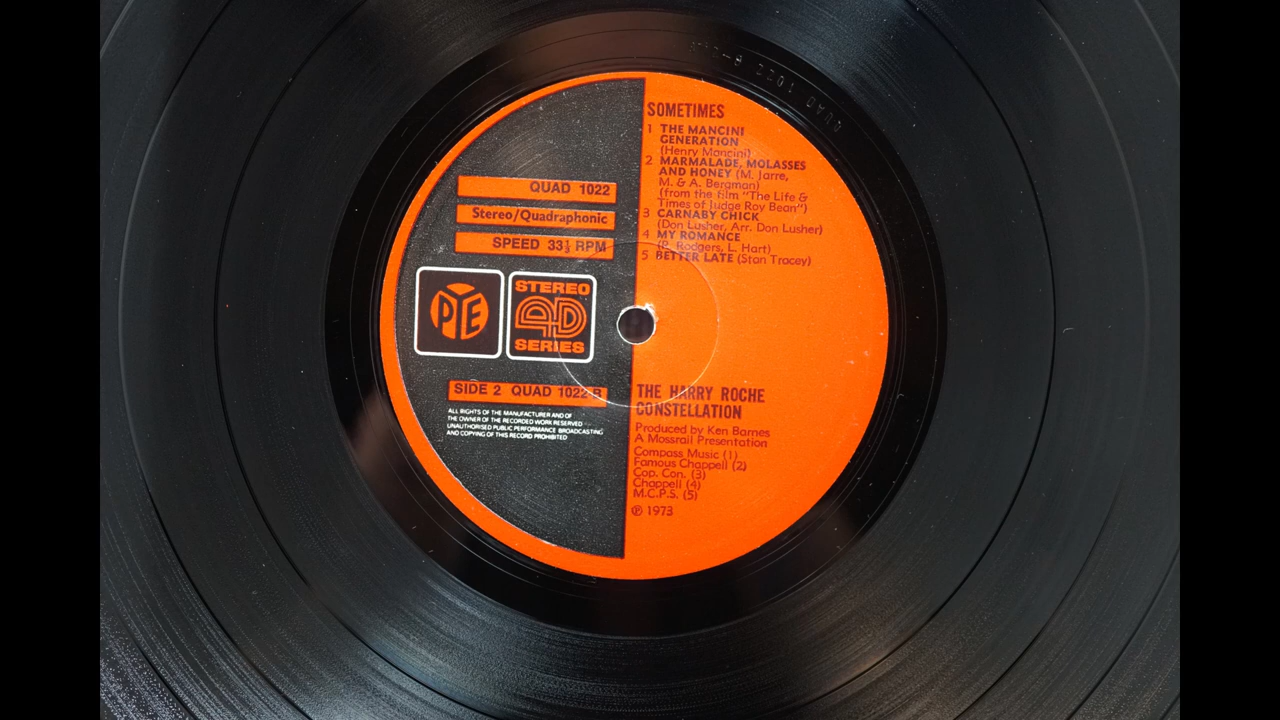 QUAD 1022
Stereo/Quadraphonic
SPEED 33⅓ RPM
PYE
STEREO
4D
SERIES
SIDE 2 QUAD 1022 B
ALL RIGHTS OF THE MANUFACTURER AND OF
THE OWNER OF THE RECORDED WORK RESERVED
UNAUTHORISED PUBLIC PERFORMANCE BROADCASTING
AND COPYING OF THIS RECORD PROHIBITED
SOMETIMES
1 THE MANCINI
GENERATION
(Henry Mancini)
2 MARMALADE, MOLASSES
AND HONEY (M. Jarre,
M. & A. Bergman)
(from the film "The Life &
Times of Judge Roy Bean")
3 CARNABY CHICK
(Don Lusher, Arr. Don Lusher)
4 MY ROMANCE
(R. Rodgers, L. Hart)
5 BETTER LATE (Stan Tracey)
THE HARRY ROCHE
CONSTELLATION
Produced by Ken Barnes
A Mossrail Presentation
Compass Music (1)
Famous Chappell (2)
Cop. Con. (3)
Chappell (4)
M.C.P.S. (5)
℗ 1973
QUAD 1022